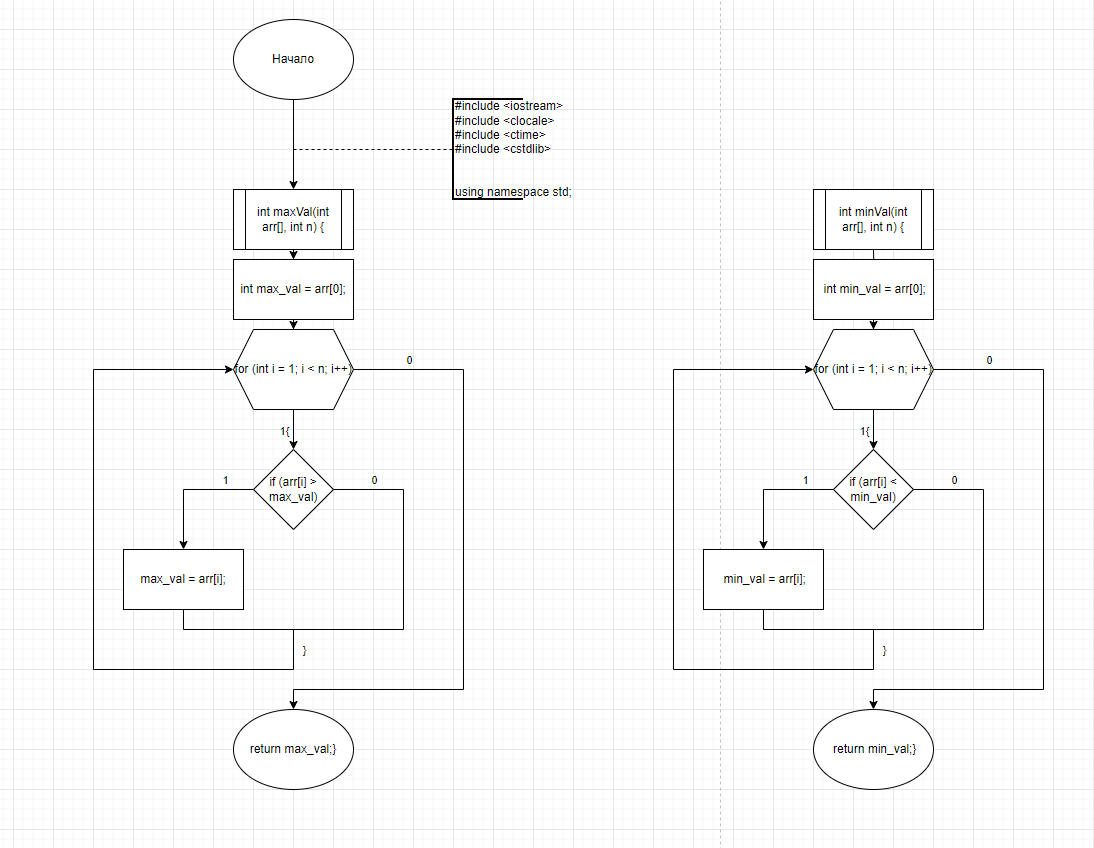 Начало
#include <iostream>
#include <clocale>
#include <ctime>
#include <cstdlib>
using namespace std;
int maxVal(int
arr[], int n) {
int max_val = arr[0];
for (int i = 1; i < n; i++)
0
1{
if (arr[i] >
max_val)
1
0
max_val = arr[i];
}
return max_val;}
int minVal(int
arr[], int n) {
int min_val = arr[0];
for (int i = 1; i < n; i++)
0
1{
if (arr[i] <
min_val)
1
0
min_val = arr[i];
}
return min_val;}